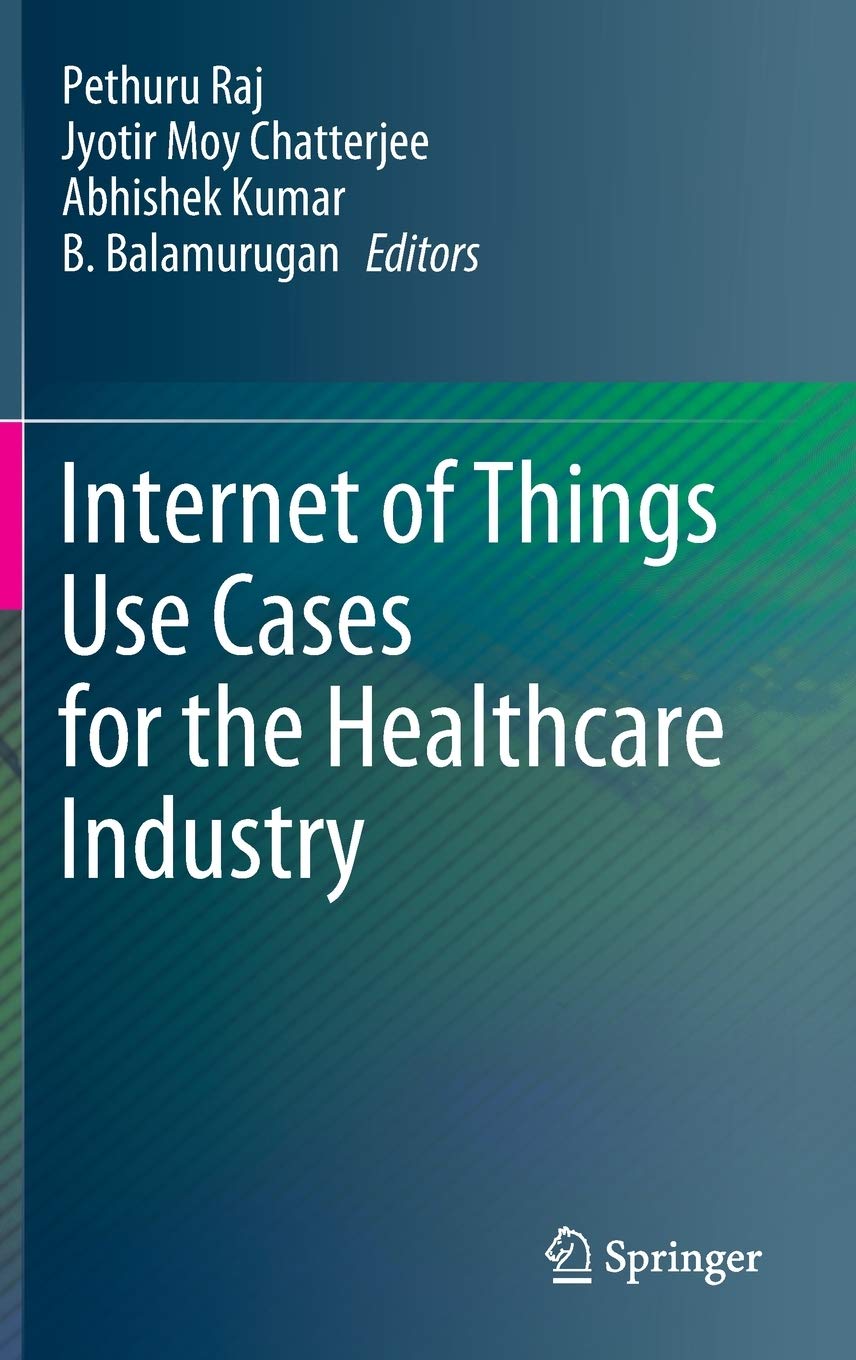 Pethuru Raj
Jyotir Moy Chatterjee
Abhishek Kumar
B. Balamurugan Editors
Internet of Things
Use Cases
for the Healthcare
Industry
Springer